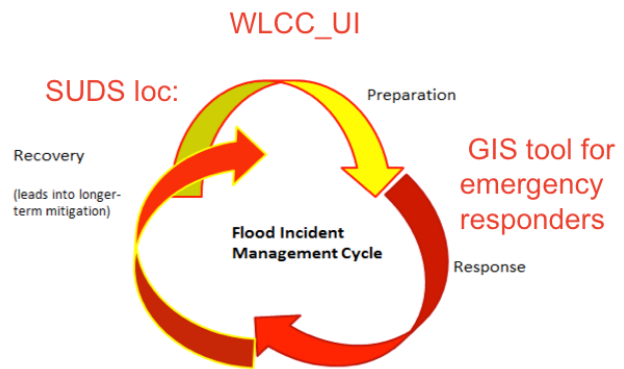 WLCC_UI
SUDS loc:
Preparation
Recovery
(leads into longer-
term mitigation)
GIS tool for
emergency
responders
Flood Incident
Management Cycle
Response